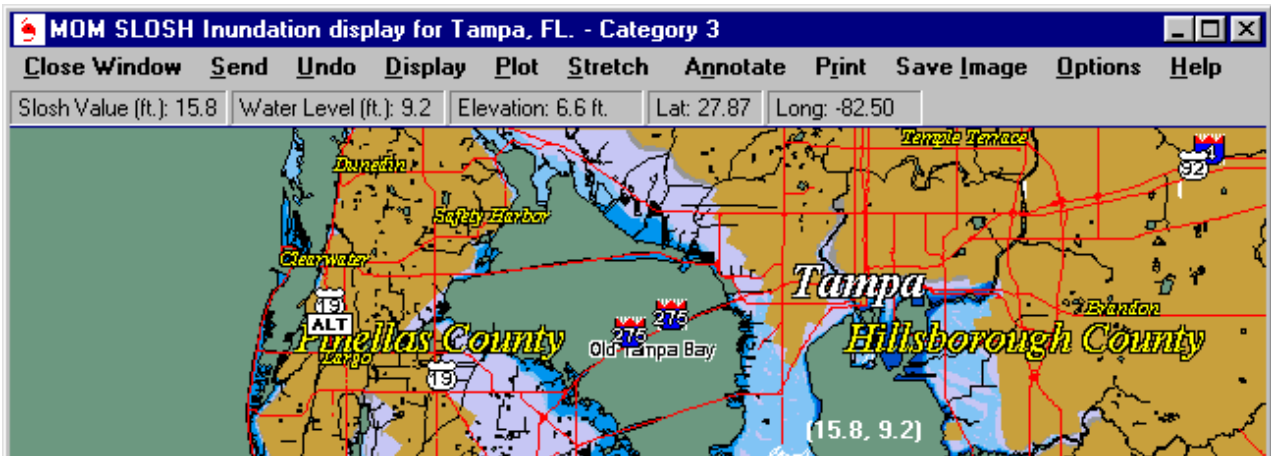 MOM SLOSH Inundation display for Tampa, FL. - Category 3
Close Window Send Undo Display Plot Stretch Annotate Print Save Image Options Help
Slosh Value (ft.): 15.8 Water Level (ft.): 9.2 Elevation: 6.6 ft. Lat: 27.87 Long: -82.50
Temple Terrace
4
Dunedin
92
Safety Harbor
Clearwater
Tampa
19
ALT
275
Brandon
275
Pinellas County
Hillsborough County
Old Tampa Bay
Largo
19
(15.8, 9.2)